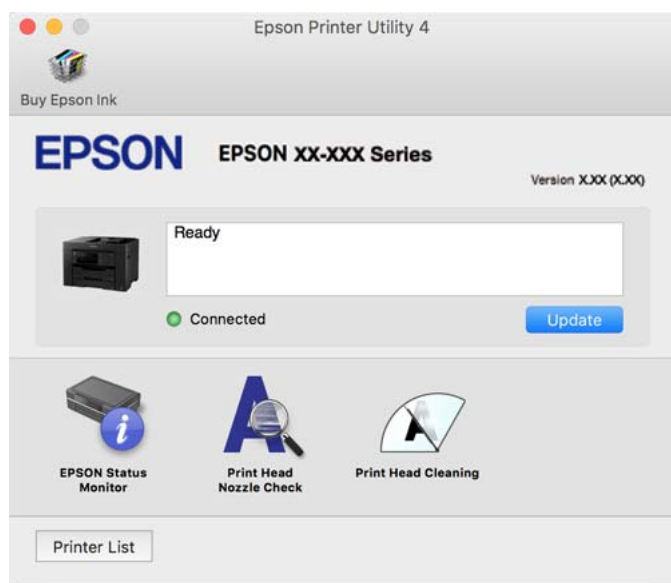 Epson Printer Utility 4
Buy Epson Ink
EPSON
EPSON XX-XXX Series
Version X.XX (X.XX)
Ready
Connected
Update
EPSON Status
Monitor
Print Head
Nozzle Check
Print Head Cleaning
Printer List